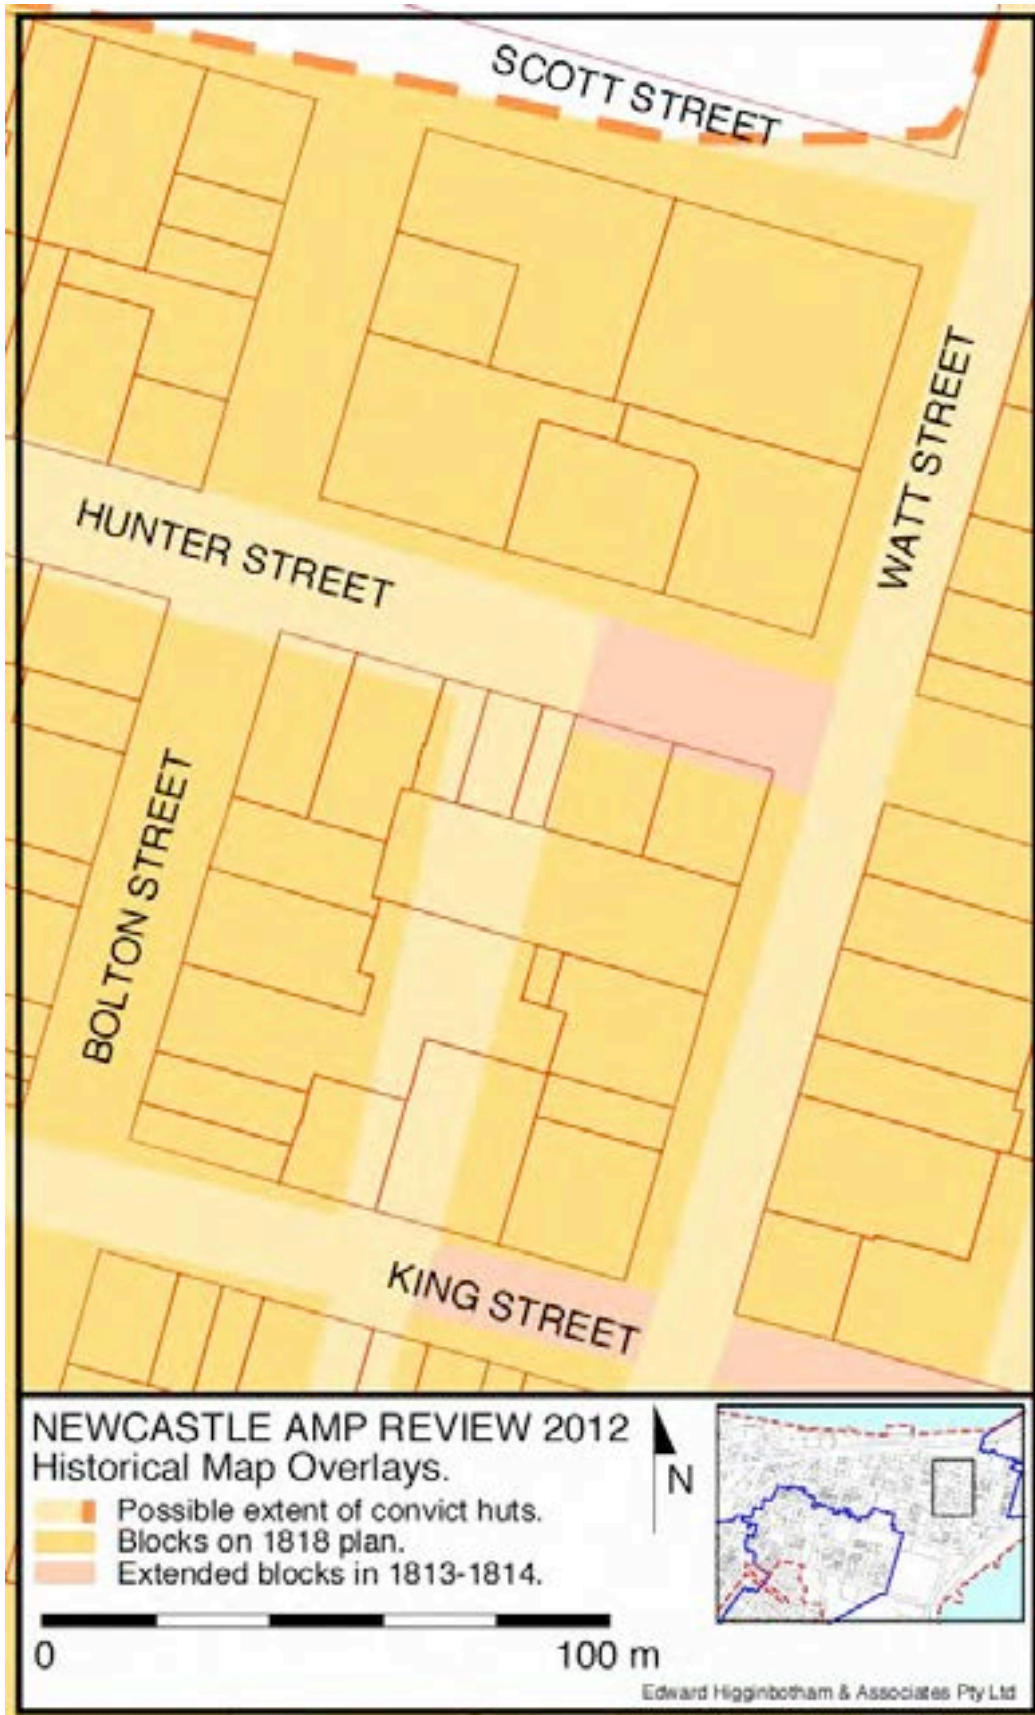 SCOTT STREET
WATT STREET
HUNTER STREET
BOLTON STREET
KING STREET
NEWCASTLE AMP REVIEW 2012
Historical Map Overlays.
Possible extent of convict huts.
Blocks on 1818 plan.
Extended blocks in 1813-1814.
N
0 100 m
Edward Higginbotham & Associates Pty Ltd